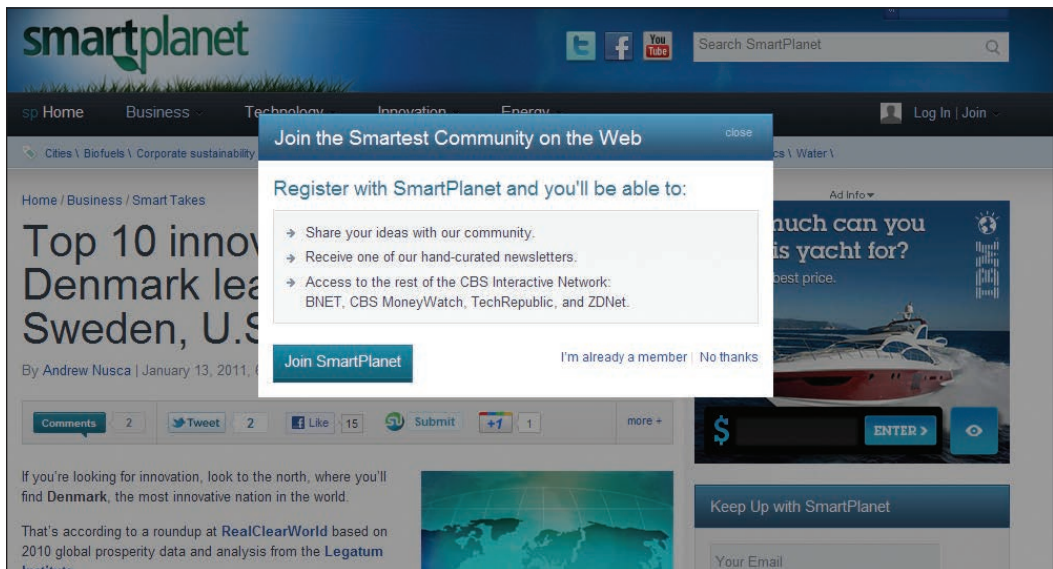 smartplanet
You
Tube
Search SmartPlanet
sp Home Business Technology Innovation Energy
Log In | Join
Cities \ Biofuels \ Corporate sustainability
cs \ Water \
Join the Smartest Community on the Web
close
Register with SmartPlanet and you'll be able to:
Share your ideas with our community.
Receive one of our hand-curated newsletters.
Access to the rest of the CBS Interactive Network:
BNET, CBS MoneyWatch, TechRepublic, and ZDNet.
Join SmartPlanet
I'm already a member | No thanks
Home / Business / Smart Takes
Top 10 innov
Denmark lea
Sweden, U.S
By Andrew Nusca | January 13, 2011,
Comments 2 Tweet 2 Like 15 Submit +1 1 more +
If you're looking for innovation, look to the north, where you'll
find Denmark, the most innovative nation in the world.
That's according to a roundup at RealClearWorld based on
2010 global prosperity data and analysis from the Legatum
Ad Info
much can you
is yacht for?
best price.
$ ENTER >
Keep Up with SmartPlanet
Your Email